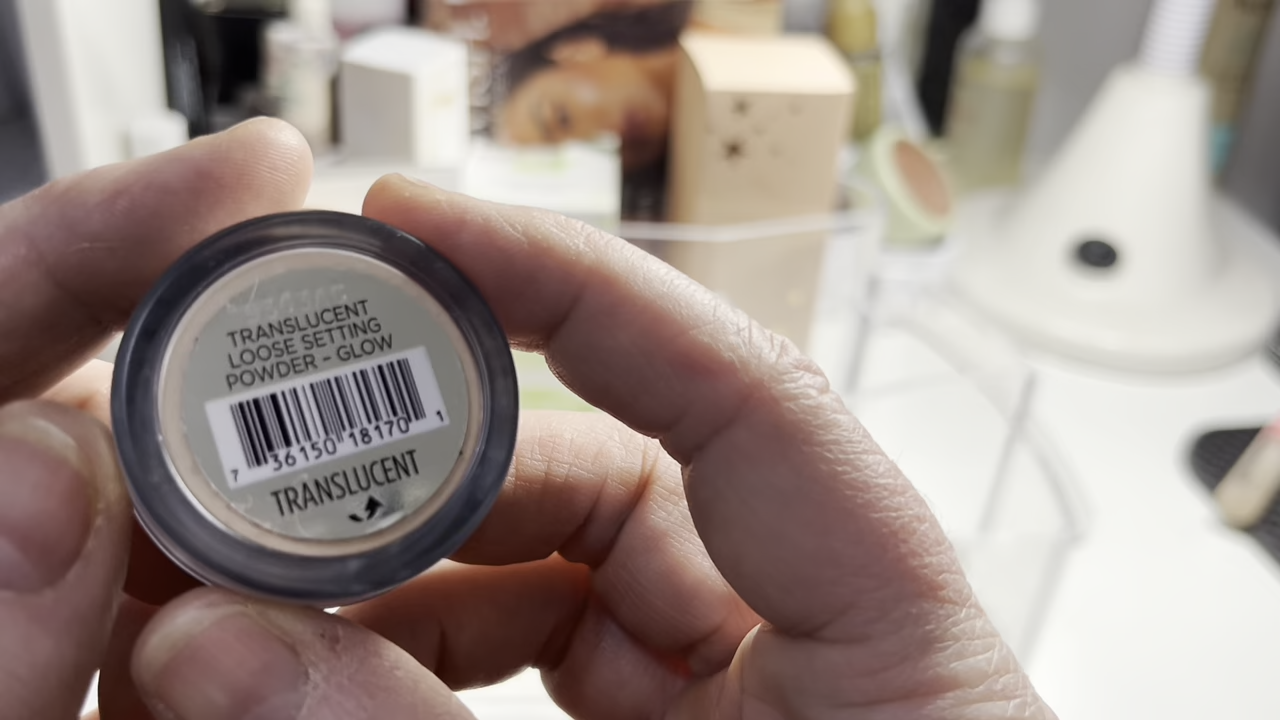 TRANSLUCENT
LOOSE SETTING
POWDER - GLOW
7 36150 18170 1
TRANSLUCENT